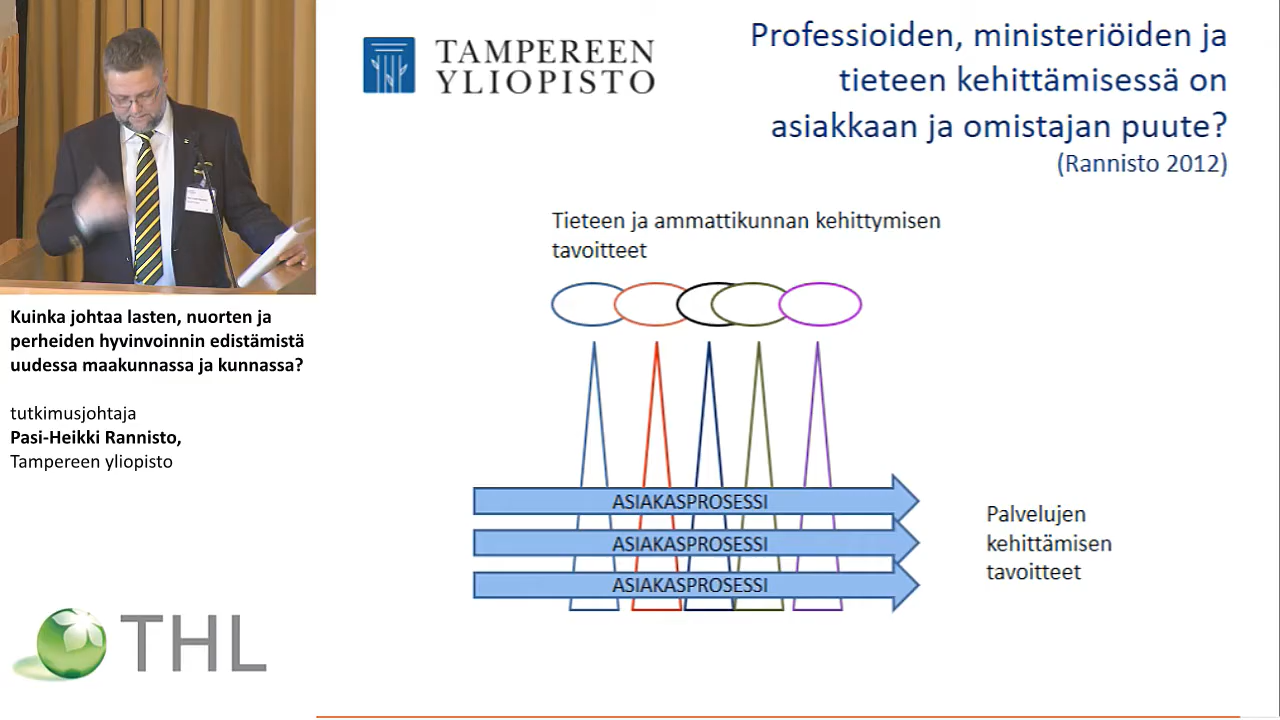 TAMPEREEN
YLIOPISTO
Professioiden, ministeriöiden ja
tieteen kehittämisessä on
asiakkaan ja omistajan puute?
(Rannisto 2012)
Tieteen ja ammattikunnan kehittymisen
tavoitteet
ASIAKASPROSESSI
ASIAKASPROSESSI
ASIAKASPROSESSI
Palvelujen
kehittämisen
tavoitteet
Kuinka johtaa lasten, nuorten ja
perheiden hyvinvoinnin edistämistä
uudessa maakunnassa ja kunnassa?
tutkimusjohtaja
Pasi-Heikki Rannisto,
Tampereen yliopisto
THL